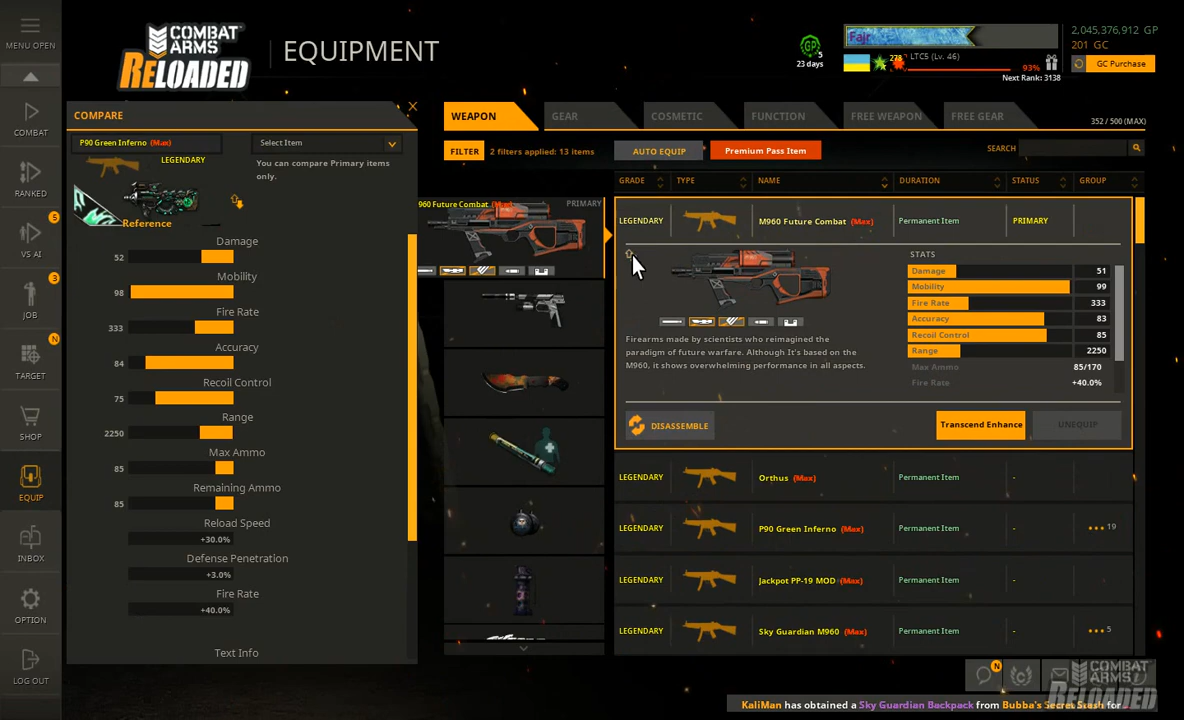 MENU OPEN
COMBAT
ARMS
RELOADED
EQUIPMENT
GP
5
23 days
Fajr
273
LTC5 (Lv. 46)
93%
Next Rank: 3138
2,045,376,912 GP
201 GC
GC Purchase
COMBAT
RANKED
5
VS AI
3
JOB
N
TARGET
SHOP
EQUIP
INBOX
OPTION
LOG OUT
COMPARE
P90 Green Inferno (Max)
Select Item
LEGENDARY
You can compare Primary items
only.
Reference
Damage
52
Mobility
98
Fire Rate
333
Accuracy
84
Recoil Control
75
Range
2250
Max Ammo
85
Remaining Ammo
85
Reload Speed
+30.0%
Defense Penetration
+3.0%
Fire Rate
+40.0%
Text Info
WEAPON
GEAR
COSMETIC
FUNCTION
FREE WEAPON
FREE GEAR
352 / 500 (MAX)
FILTER
2 filters applied: 13 items
AUTO EQUIP
Premium Pass Item
SEARCH
GRADE
TYPE
NAME
DURATION
STATUS
GROUP
960 Future Combat (Max)
PRIMARY
LEGENDARY
M960 Future Combat (Max)
Permanent Item
PRIMARY
STATS
Damage 51
Mobility 99
Fire Rate 333
Accuracy 83
Recoil Control 85
Range 2250
Max Ammo 85/170
Fire Rate +40.0%
Firearms made by scientists who reimagined the
paradigm of future warfare. Although It's based on the
M960, it shows overwhelming performance in all aspects.
DISASSEMBLE
Transcend Enhance
UNEQUIP
LEGENDARY Orthus (Max) Permanent Item -
LEGENDARY P90 Green Inferno (Max) Permanent Item - 19
LEGENDARY Jackpot PP-19 MOD (Max) Permanent Item -
LEGENDARY Sky Guardian M960 (Max) Permanent Item - 5
N
COMBAT
ARMS
RELOADED
KaliMan has obtained a Sky Guardian Backpack from Bubba's Secret Stash for